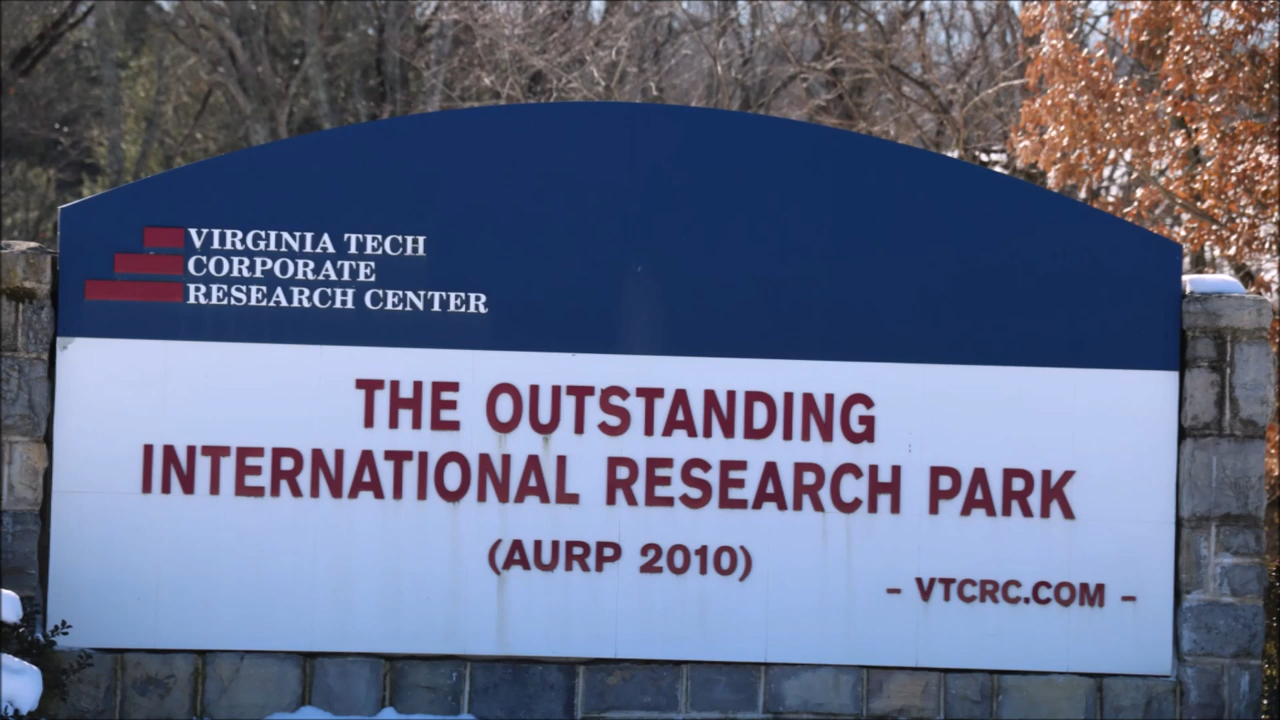 VIRGINIA TECH
CORPORATE
RESEARCH CENTER
THE OUTSTANDING
INTERNATIONAL RESEARCH PARK
(AURP 2010)
– VTCRC.COM –